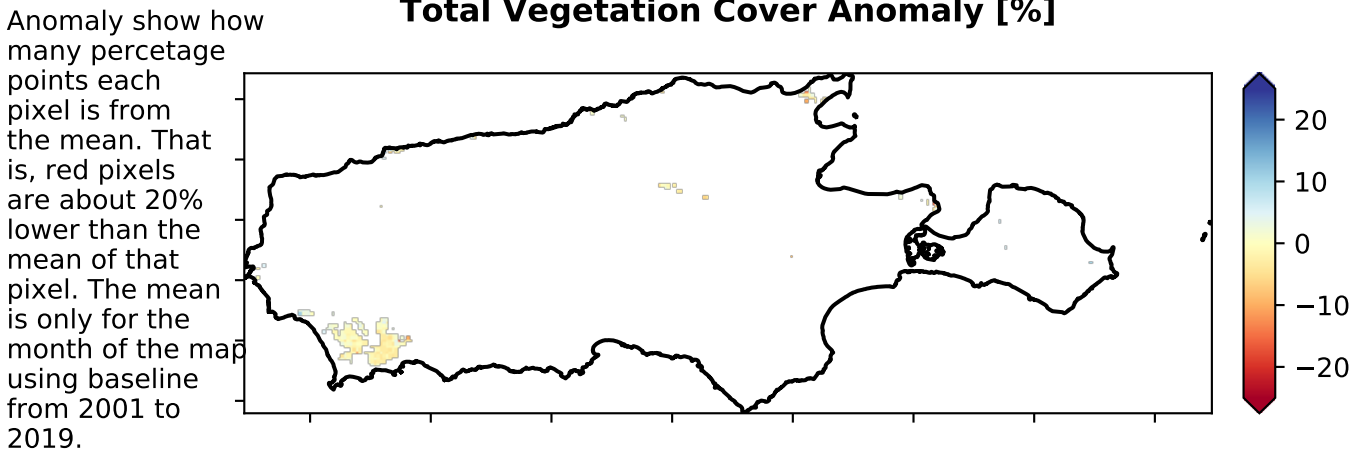 Total Vegetation Cover Anomaly [%]
Anomaly show how
many percetage
points each
pixel is from
the mean. That
is, red pixels
are about 20%
lower than the
mean of that
pixel. The mean
is only for the
month of the map
using baseline
from 2001 to
2019.
20
10
0
−10
−20